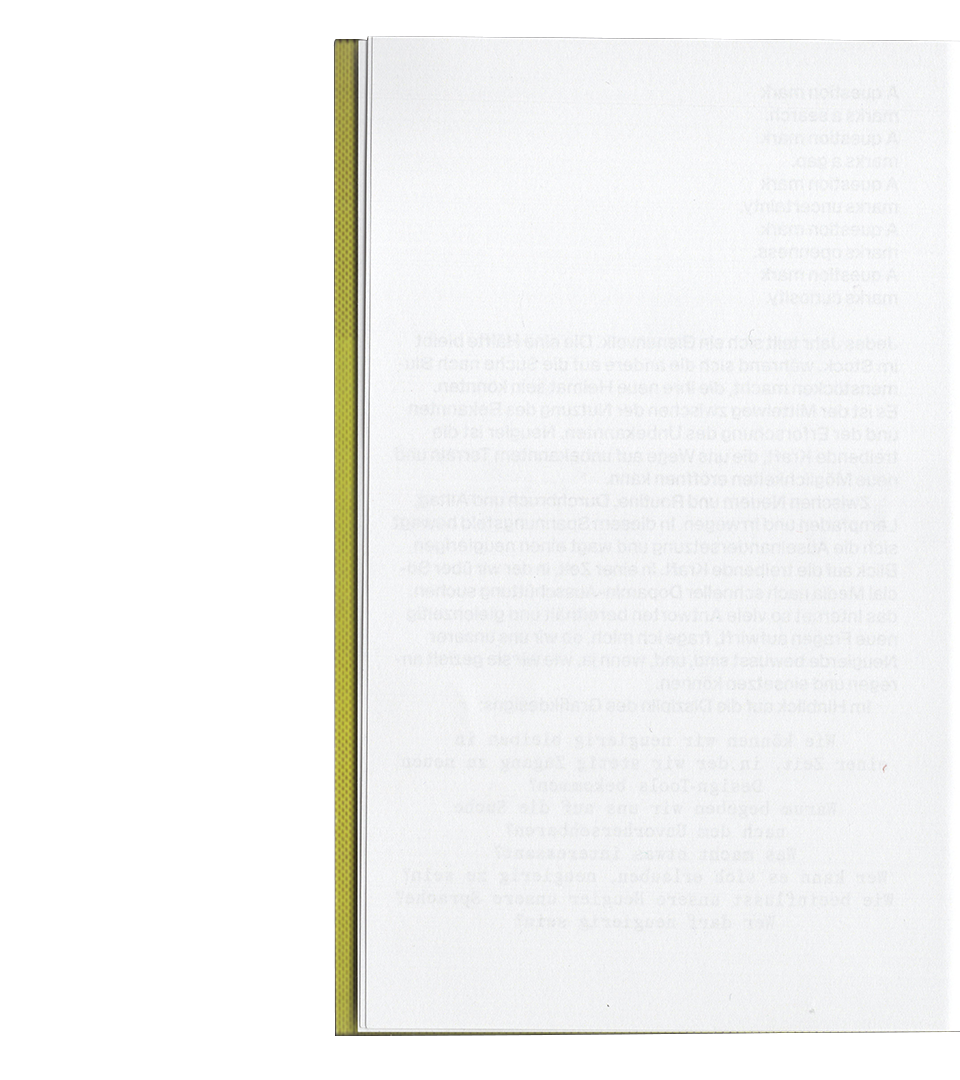 A question mark
marks a search.
A question mark
marks a gap.
A question mark
marks uncertainty.
A question mark
marks openness.
A question mark
marks curiosity.
Jedes Jahr teilt sich ein Bienenvolk. Die eine Hälfte bleibt
im Stock, während sich die andere auf die Suche nach Blu-
menstöcken macht, die ihre neue Heimat sein könnten.
Es ist der Mittelweg zwischen der Nutzung des Bekannten
und der Erforschung des Unbekannten. Neugier ist die
treibende Kraft, die uns Wege auf unbekanntem Terrain und
neue Möglichkeiten eröffnen kann.
Zwischen Neuem und Routine, Durchbruch und Alltag,
Lernpfaden und Irrwegen. In diesem Spannungsfeld bewegt
sich die Auseinandersetzung und wagt einen neugierigen
Blick auf die treibende Kraft. In einer Zeit, in der wir über So-
cial Media nach schneller Dopamin-Ausschüttung suchen,
das Internet so viele Antworten bereithält und gleichzeitig
neue Fragen aufwirft, frage ich mich, ob wir uns unserer
Neugierde bewusst sind, und, wenn ja, wie wir sie gezielt an-
regen und einsetzen können.
Im Hinblick auf die Disziplin des Grafikdesigns:
Wie können wir neugierig bleiben in
einer Zeit, in der wir stetig Zugang zu neuen
Design-Tools bekommen?
Warum begeben wir uns auf die Suche
nach dem Unvorhersehbaren?
Was macht etwas interessant?
Wer kann es sich erlauben, neugierig zu sein?
Wie beeinflusst unsere Neugier unsere Sprache?
Wer darf neugierig sein?